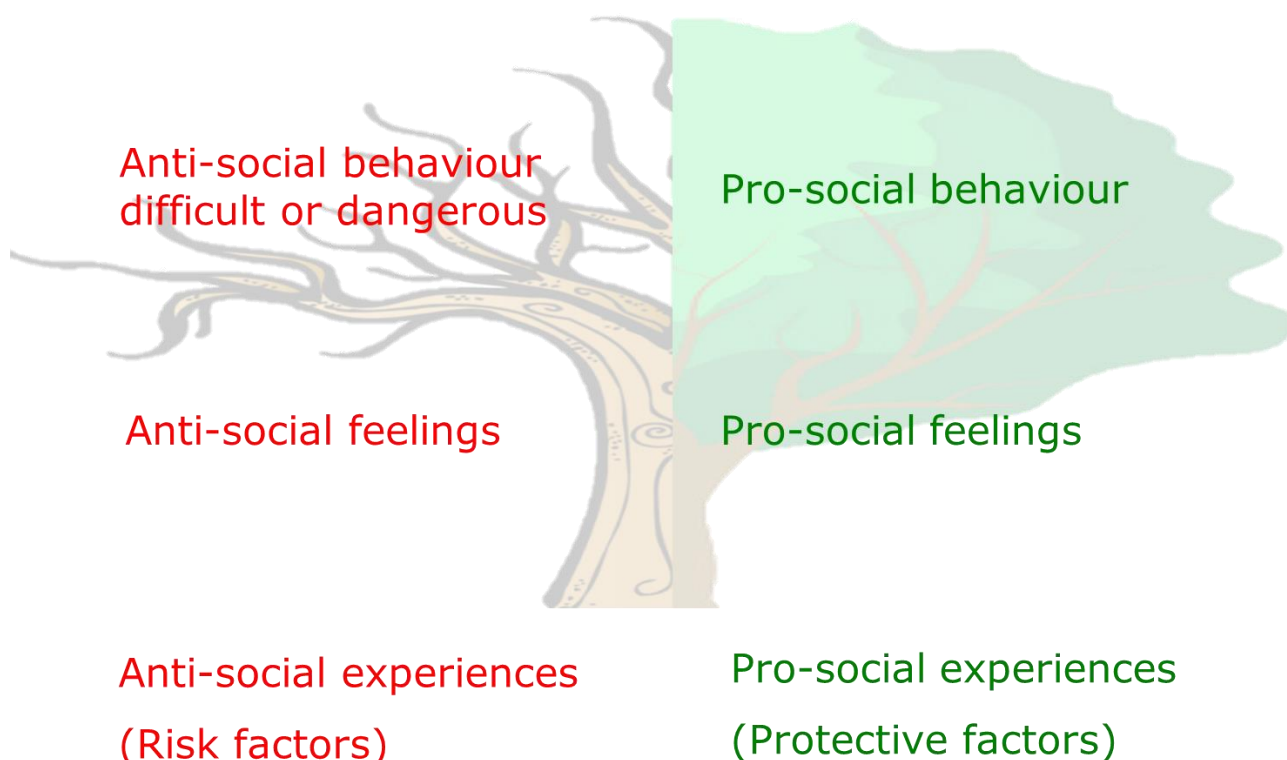 Anti-social behaviour
difficult or dangerous
Pro-social behaviour
Anti-social feelings
Pro-social feelings
Anti-social experiences
(Risk factors)
Pro-social experiences
(Protective factors)